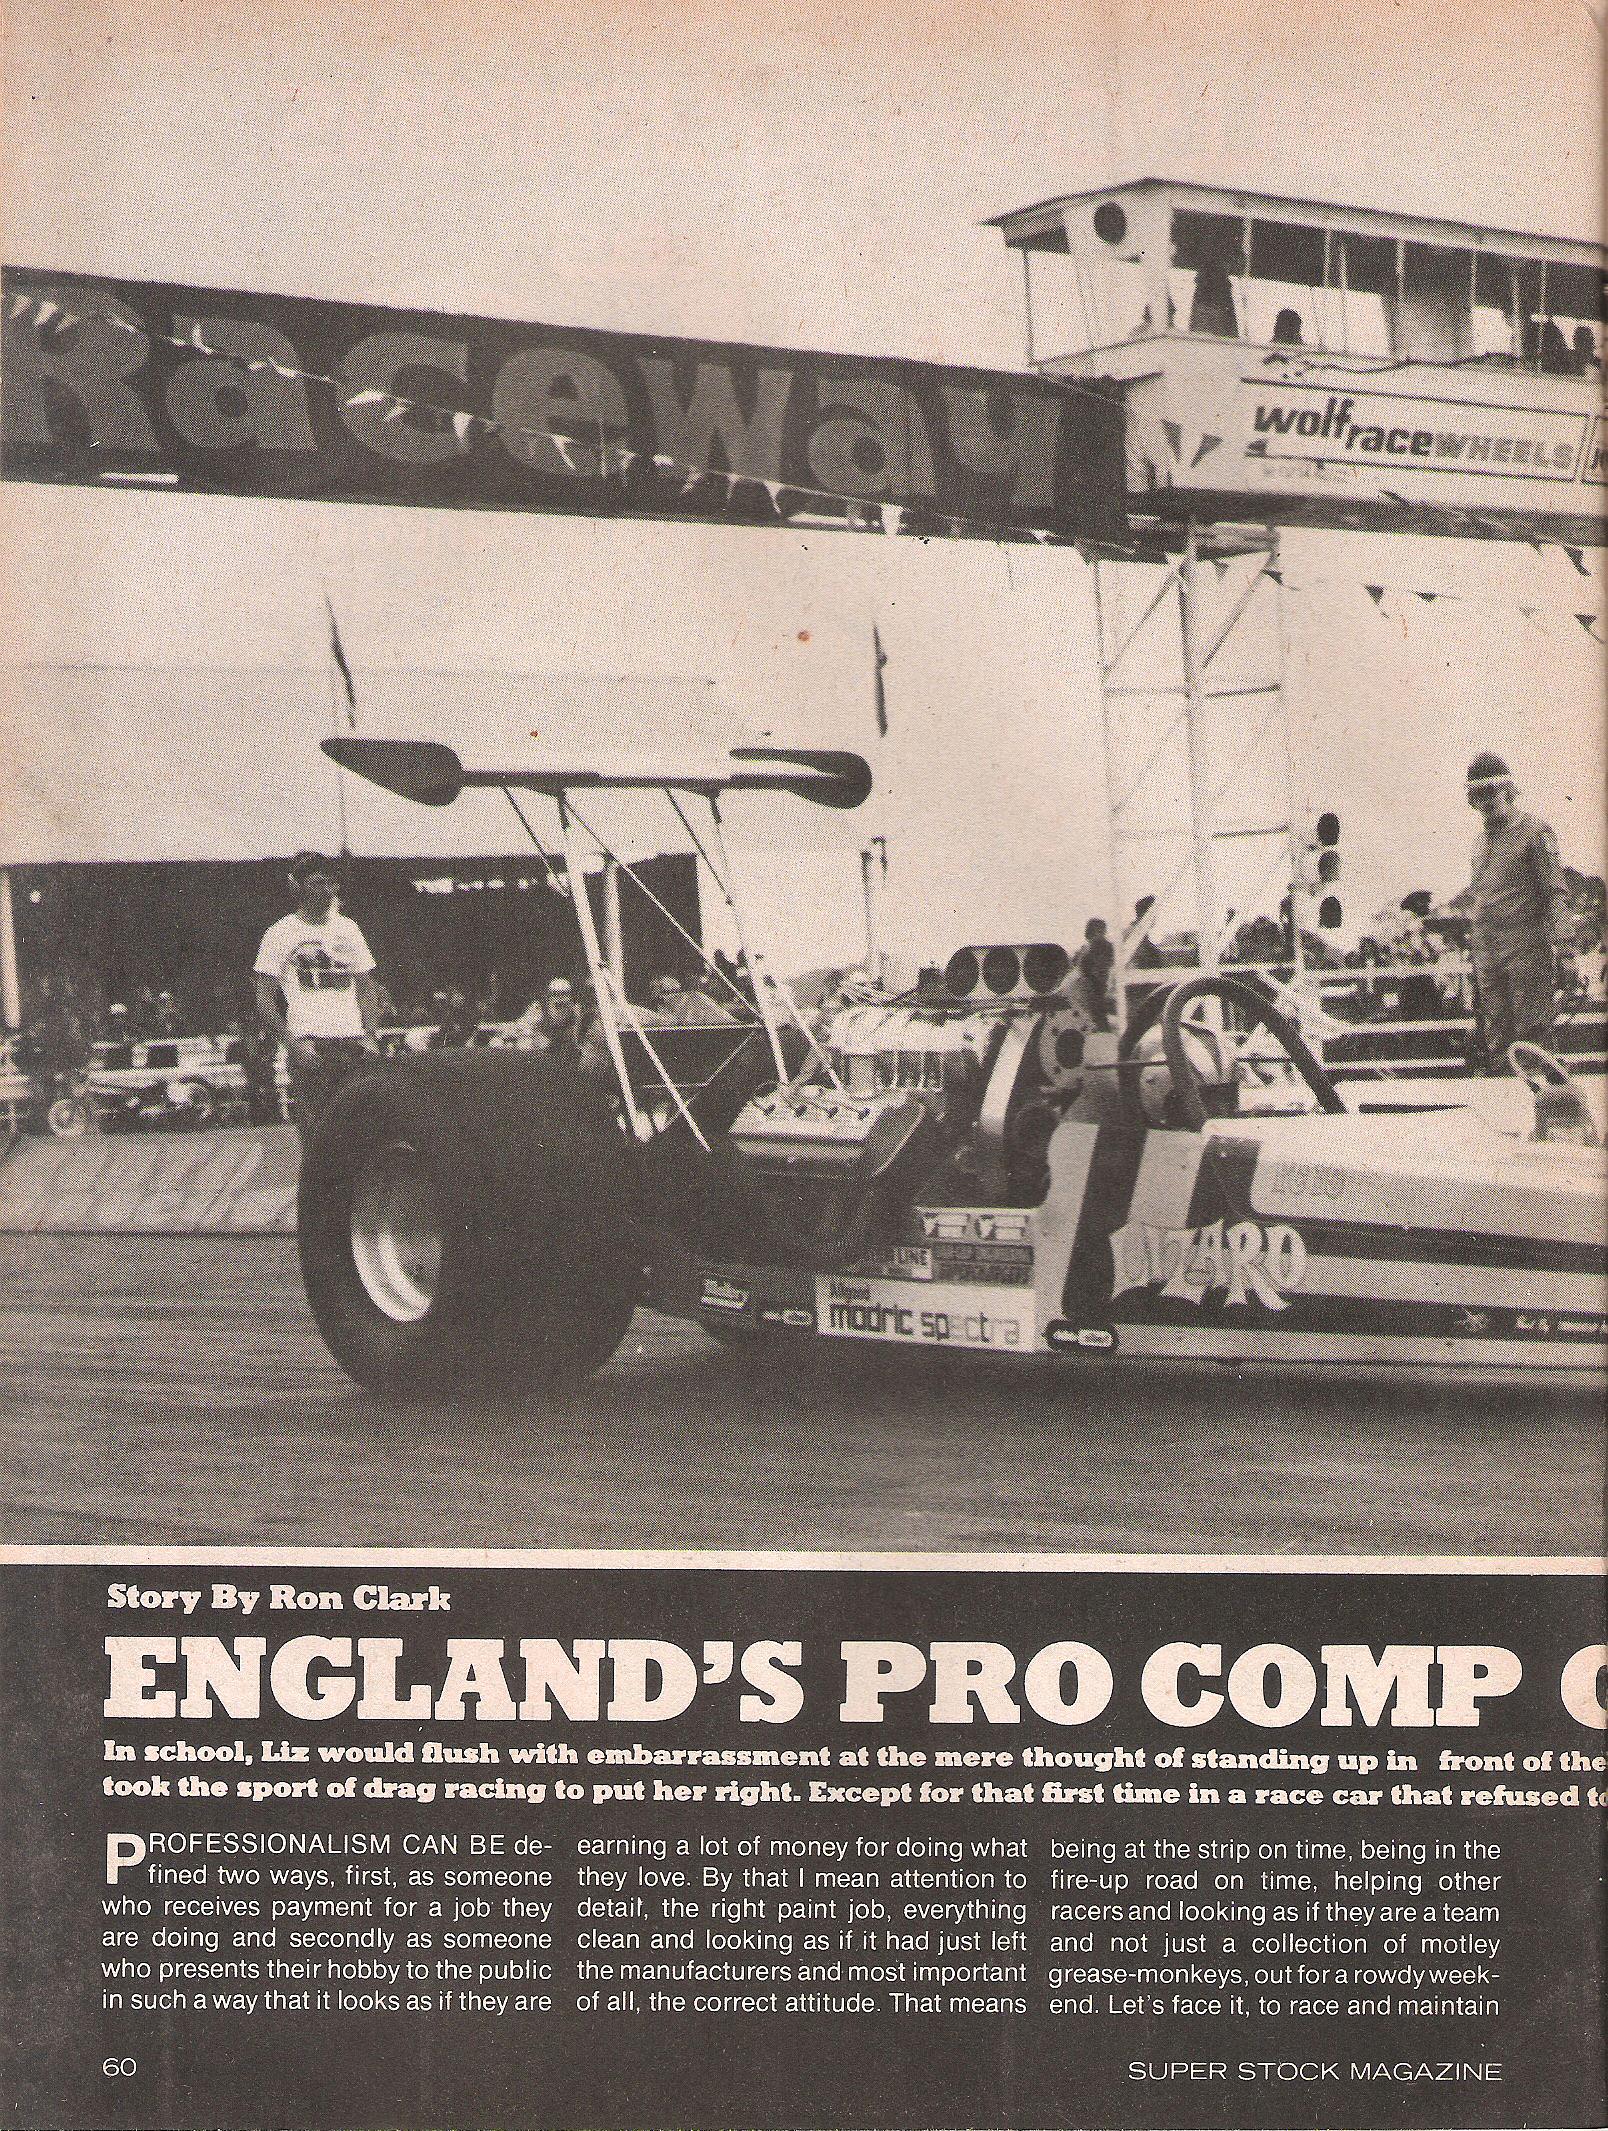 Raceway
wolfrace WHEELS
LINE
modric spectra
WIZARD
Story By Ron Clark
ENGLAND'S PRO COMP
In school, Liz would flush with embarrassment at the mere thought of standing up in front of the
took the sport of drag racing to put her right. Except for that first time in a race car that refused
PROFESSIONALISM CAN BE de-
fined two ways, first, as someone
who receives payment for a job they
are doing and secondly as someone
who presents their hobby to the public
in such a way that it looks as if they are
earning a lot of money for doing what
they love. By that I mean attention to
detail, the right paint job, everything
clean and looking as if it had just left
the manufacturers and most important
of all, the correct attitude. That means
being at the strip on time, being in the
fire-up road on time, helping other
racers and looking as if they are a team
and not just a collection of motley
grease-monkeys, out for a rowdy week-
end. Let's face it, to race and maintain
60
SUPER STOCK MAGAZINE